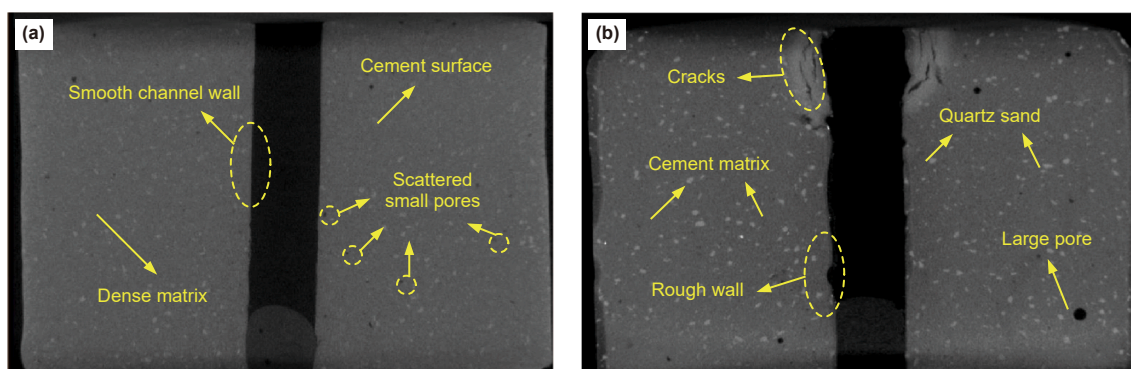 (a)
Cement surface
Smooth channel wall
Scattered
small pores
Dense matrix
(b)
Cracks
Quartz sand
Cement matrix
Large pore
Rough wall